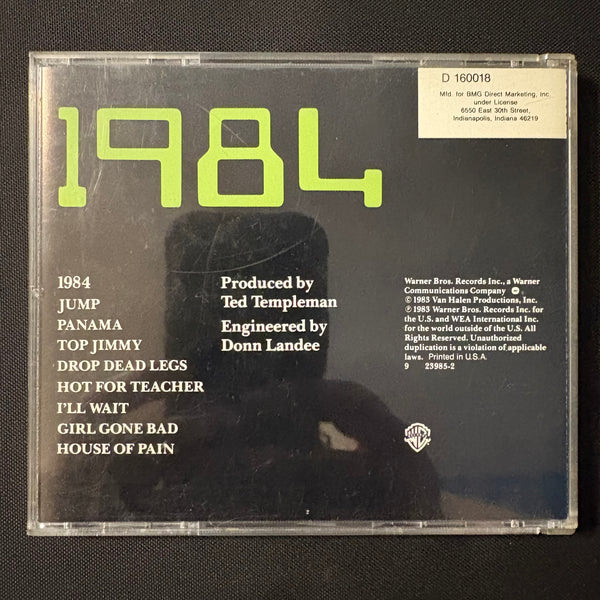 D 160018
Mfd. for BMG Direct Marketing, Inc.
under License
6550 East 30th Street,
Indianapolis, Indiana 46219
1984
1984
JUMP
PANAMA
TOP JIMMY
DROP DEAD LEGS
HOT FOR TEACHER
I'LL WAIT
GIRL GONE BAD
HOUSE OF PAIN
Produced by
Ted Templeman
Engineered by
Donn Landee
Warner Bros. Records Inc., a Warner
Communications Company
© 1983 Van Halen Productions, Inc.
℗ 1983 Warner Bros. Records Inc. for
the U.S. and WEA International Inc.
for the world outside of the U.S. All
Rights Reserved. Unauthorized
duplication is a violation of applicable
laws. Printed in U.S.A.
9 23985-2